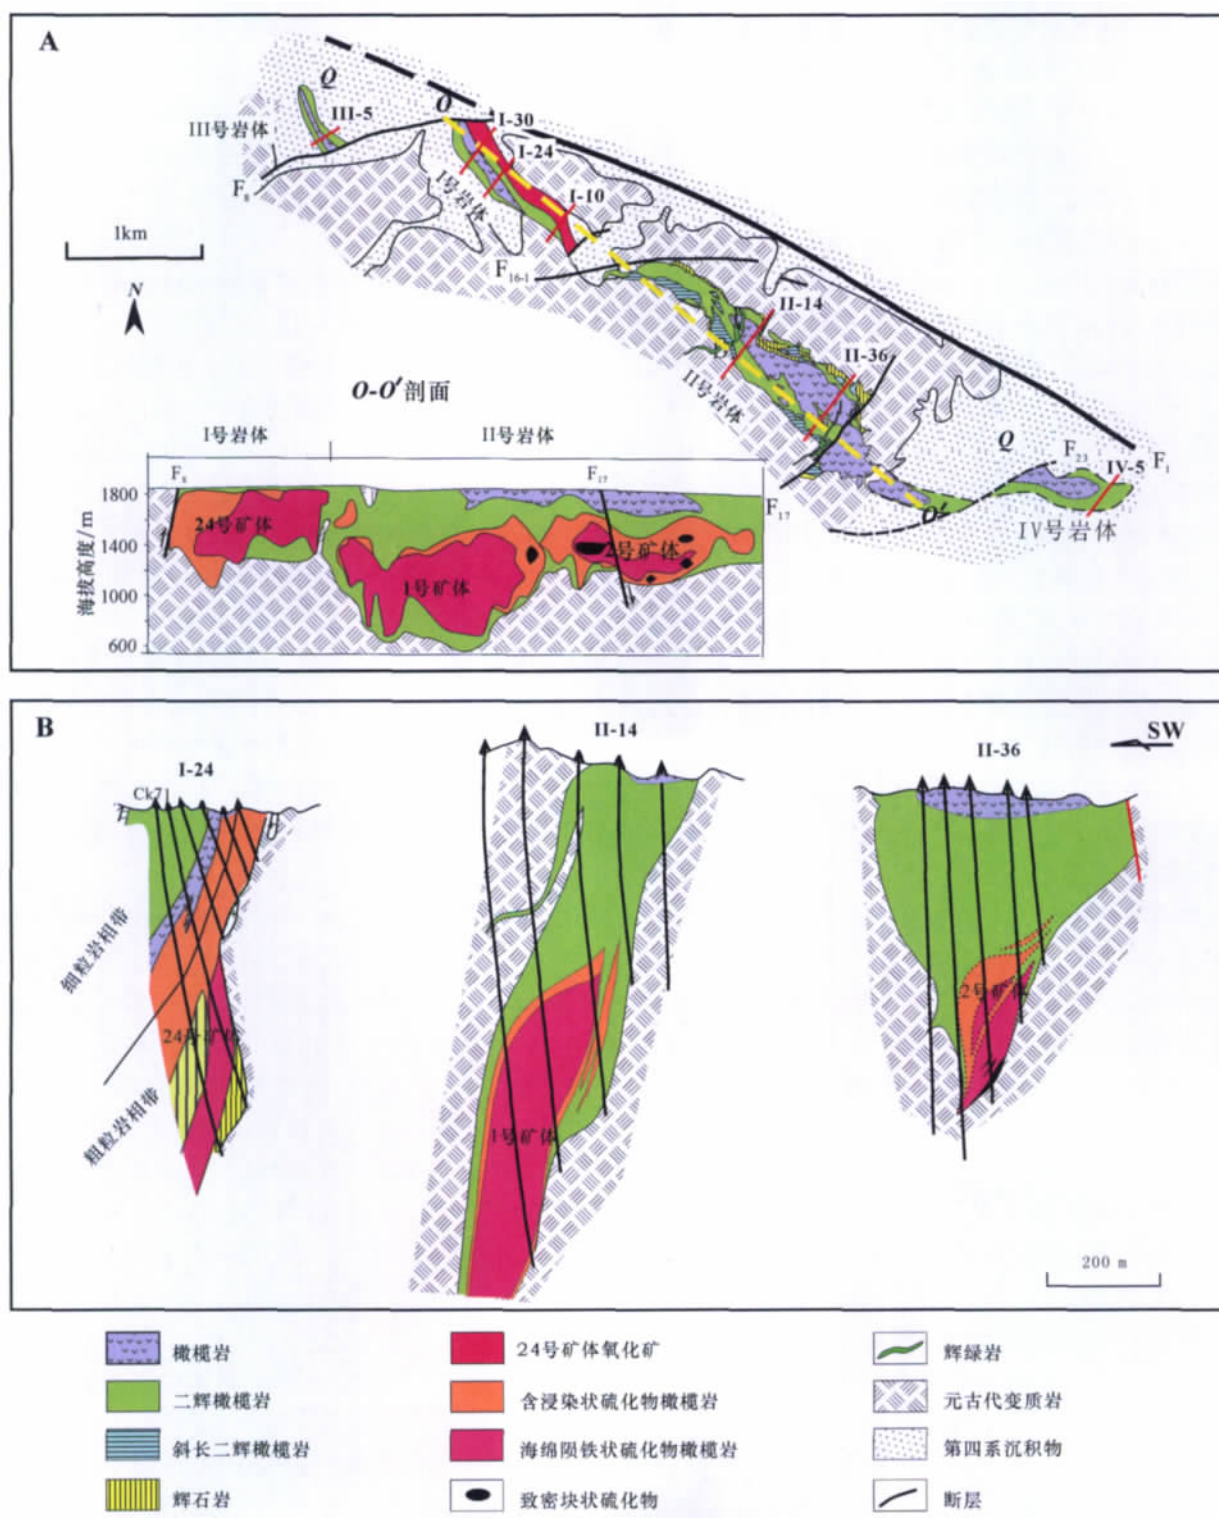 A
Q
O
III-5
I-30
III号岩体
I-24
I号岩体
F8
I-10
1km
F16-1
N
II-14
II-36
II号岩体
O-O′剖面
Q
F23
IV-5
F1
I号岩体
II号岩体
F8
F17
F17
O′
IV号岩体
海拔高度/m
1800
1400
1000
600
24号矿体
1号矿体
2号矿体
B
II-14
SW
II-36
I-24
Ck71
细粒岩相带
粗粒岩相带
24号矿体
1号矿体
2号矿体
200 m
橄榄岩
24号矿体氧化矿
辉绿岩
二辉橄榄岩
含浸染状硫化物橄榄岩
元古代变质岩
斜长二辉橄榄岩
海绵陨铁状硫化物橄榄岩
第四系沉积物
辉石岩
致密块状硫化物
断层